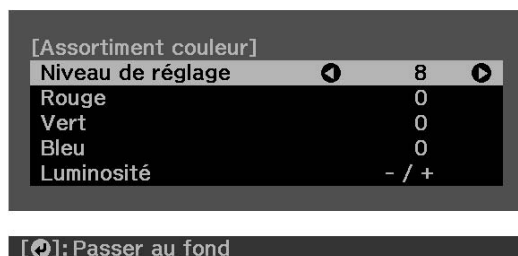 [Assortiment couleur]
Niveau de réglage 8
Rouge 0
Vert 0
Bleu 0
Luminosité - / +
[⏎]: Passer au fond